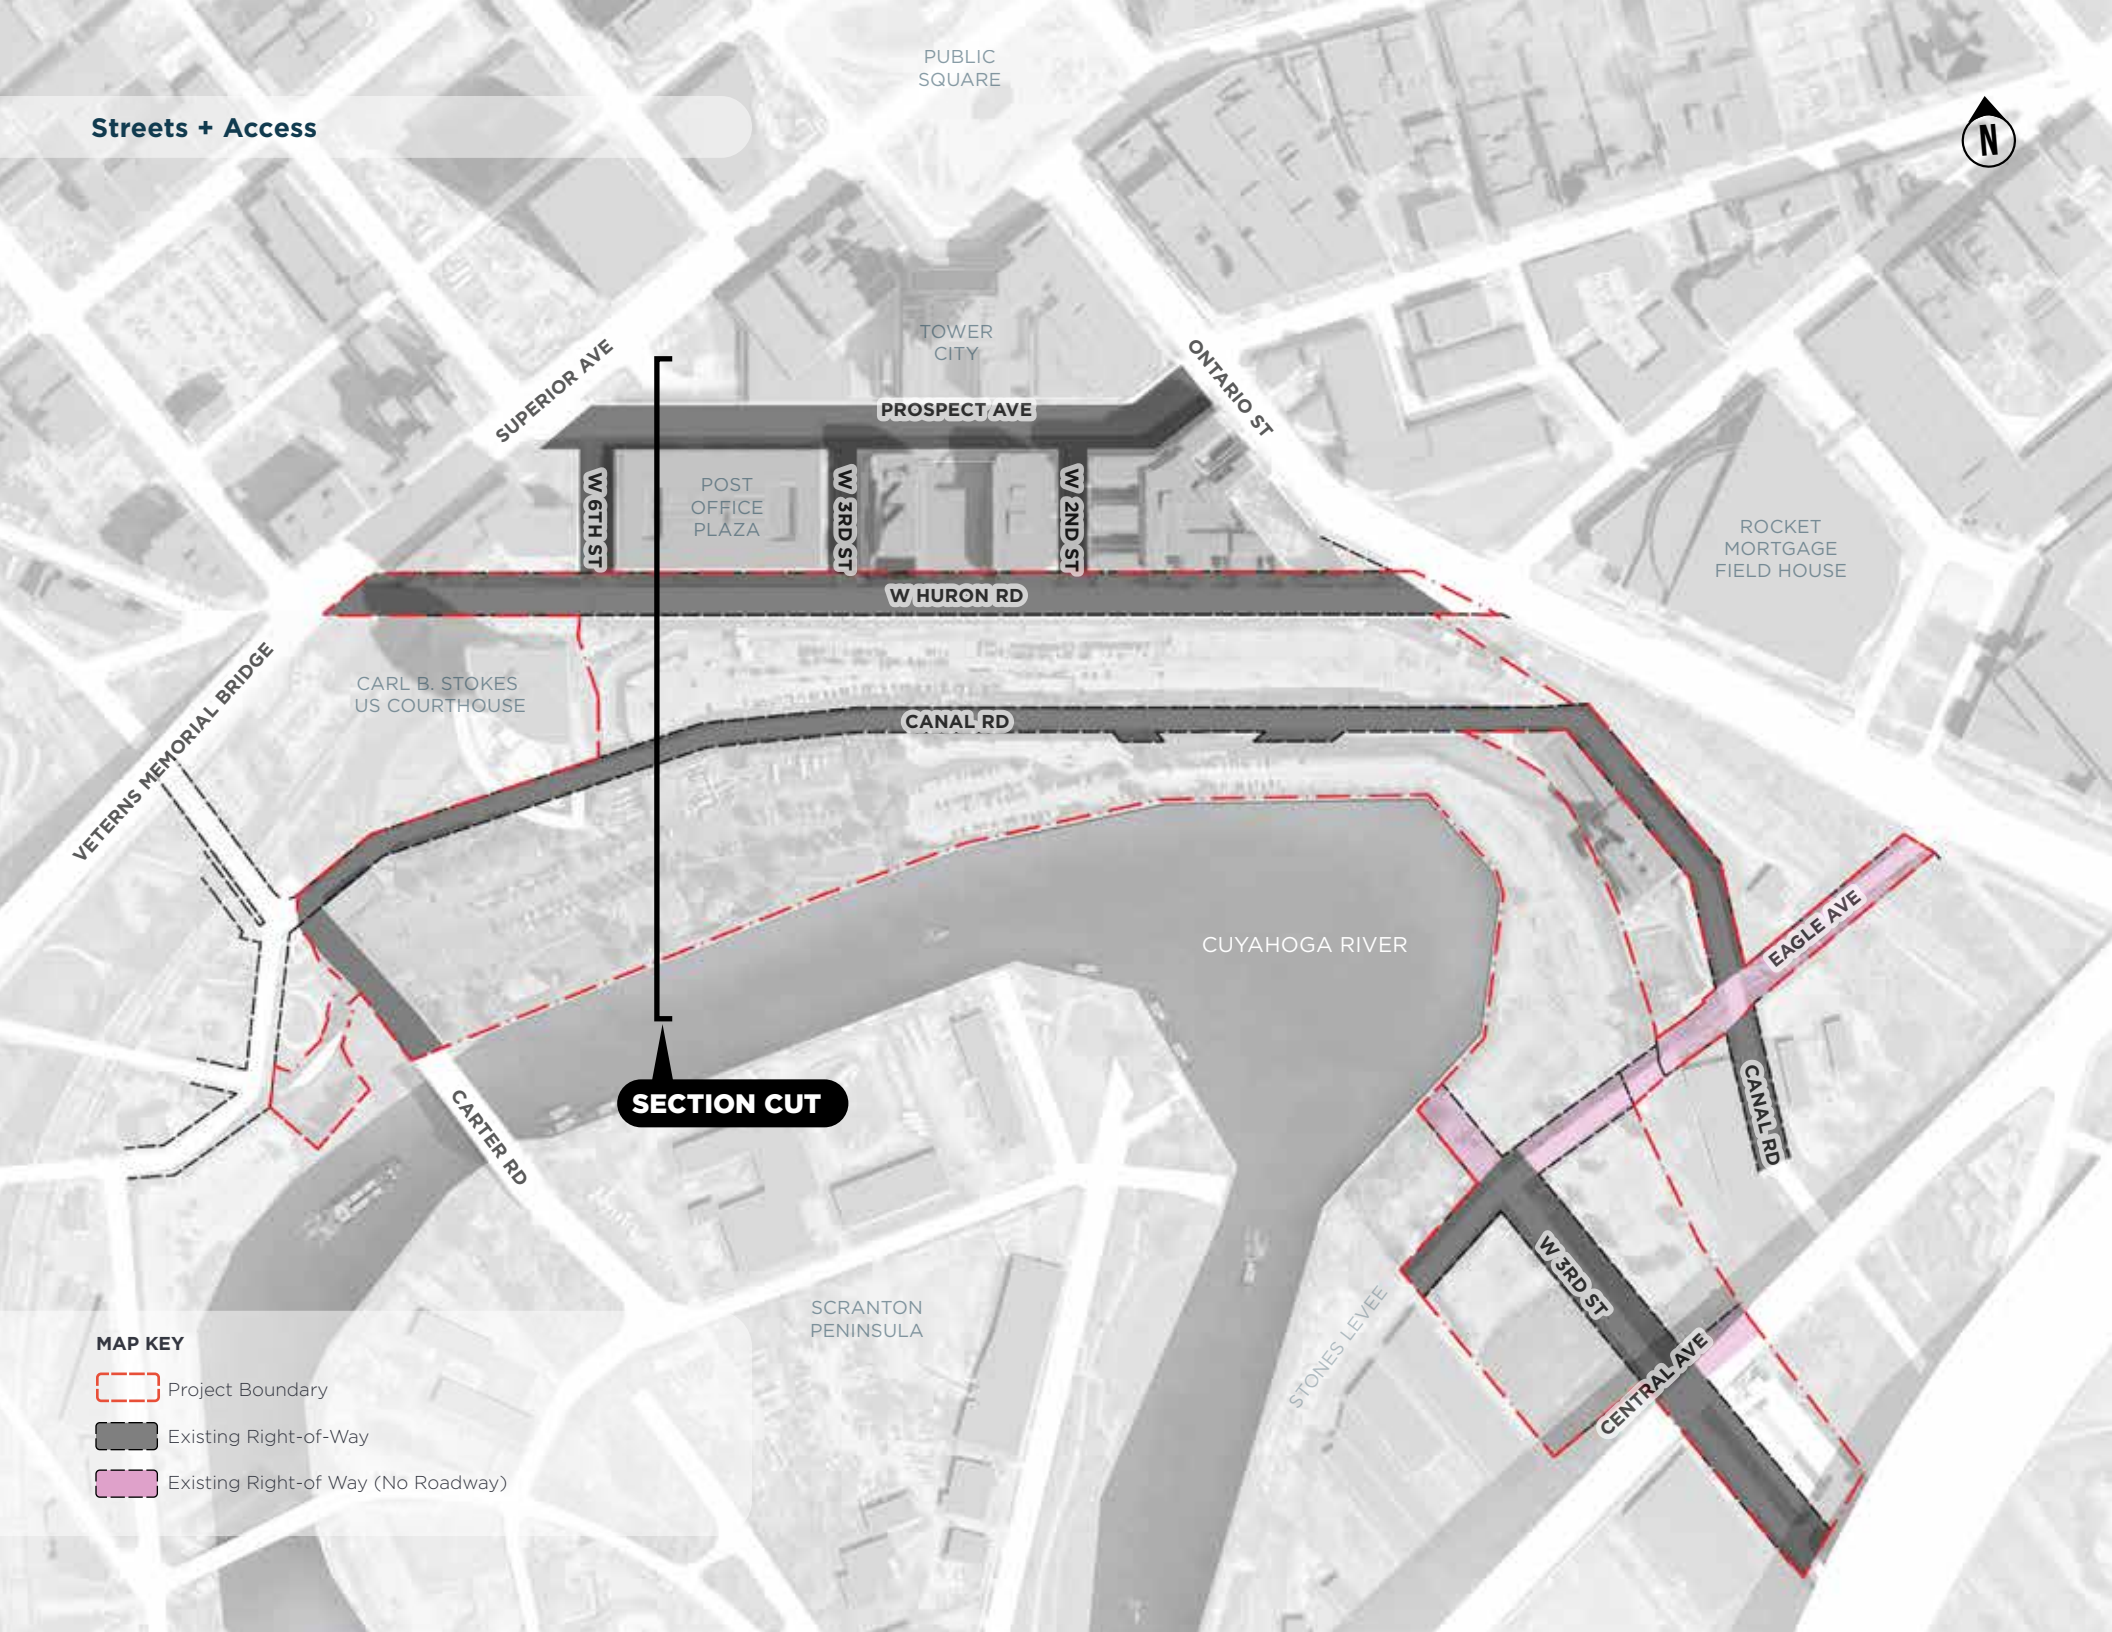 PUBLIC
SQUARE
Streets + Access
N
TOWER
CITY
SUPERIOR AVE
ONTARIO ST
PROSPECT AVE
W 6TH ST
POST
OFFICE
PLAZA
W 3RD ST
W 2ND ST
ROCKET
MORTGAGE
FIELD HOUSE
W HURON RD
CARL B. STOKES
US COURTHOUSE
VETERNS MEMORIAL BRIDGE
CANAL RD
CUYAHOGA RIVER
EAGLE AVE
SECTION CUT
CARTER RD
CANAL RD
W 3RD ST
SCRANTON
PENINSULA
STONES LEVEE
CENTRAL AVE
MAP KEY
Project Boundary
Existing Right-of-Way
Existing Right-of Way (No Roadway)